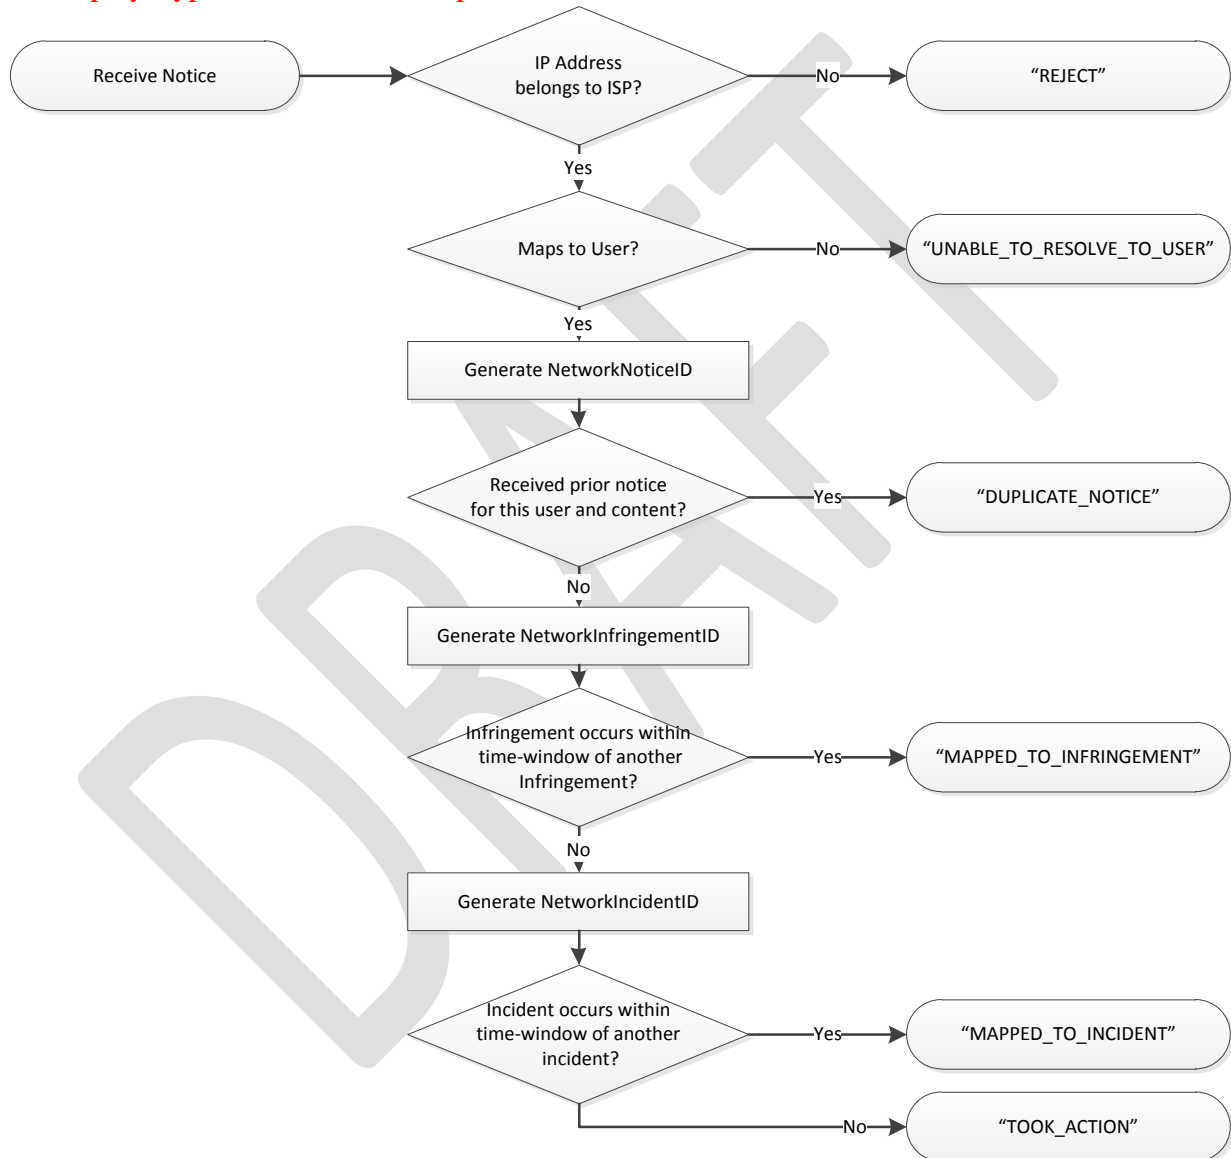 Receive Notice
IP Address
belongs to ISP?
No
“REJECT”
Yes
Maps to User?
No
“UNABLE_TO_RESOLVE_TO_USER”
Yes
Generate NetworkNoticeID
Received prior notice
for this user and content?
Yes
“DUPLICATE_NOTICE”
No
Generate NetworkInfringementID
Infringement occurs within
time-window of another
Infringement?
Yes
“MAPPED_TO_INFRINGEMENT”
No
Generate NetworkIncidentID
Incident occurs within
time-window of another
incident?
Yes
“MAPPED_TO_INCIDENT”
No
“TOOK_ACTION”
DRAFT